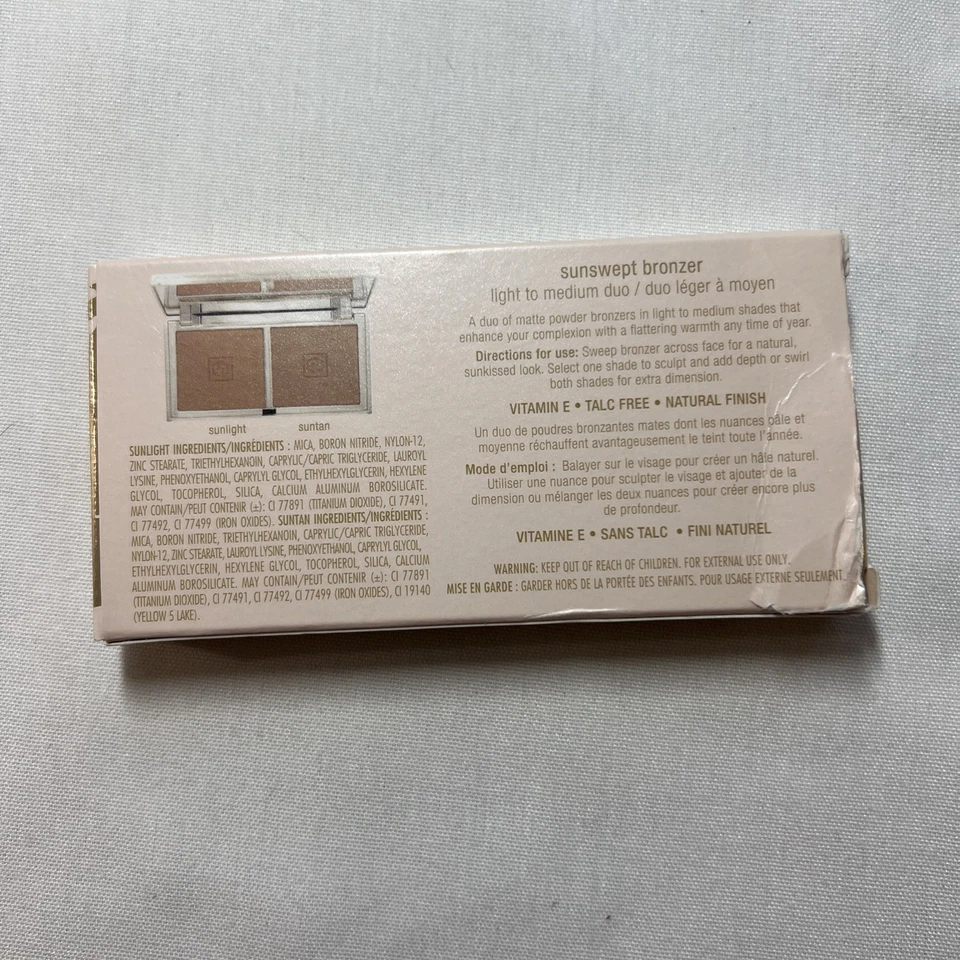 sunlight
suntan
SUNLIGHT INGREDIENTS/INGRÉDIENTS : MICA, BORON NITRIDE, NYLON-12,
ZINC STEARATE, TRIETHYLHEXANOIN, CAPRYLIC/CAPRIC TRIGLYCERIDE, LAUROYL
LYSINE, PHENOXYETHANOL, CAPRYLYL GLYCOL, ETHYLHEXYLGLYCERIN, HEXYLENE
GLYCOL, TOCOPHEROL, SILICA, CALCIUM ALUMINUM BOROSILICATE.
MAY CONTAIN/PEUT CONTENIR (±): CI 77891 (TITANIUM DIOXIDE), CI 77491,
CI 77492, CI 77499 (IRON OXIDES). SUNTAN INGREDIENTS/INGRÉDIENTS :
MICA, BORON NITRIDE, TRIETHYLHEXANOIN, CAPRYLIC/CAPRIC TRIGLYCERIDE,
NYLON-12, ZINC STEARATE, LAUROYL LYSINE, PHENOXYETHANOL, CAPRYLYL GLYCOL,
ETHYLHEXYLGLYCERIN, HEXYLENE GLYCOL, TOCOPHEROL, SILICA, CALCIUM
ALUMINUM BOROSILICATE. MAY CONTAIN/PEUT CONTENIR (±): CI 77891
(TITANIUM DIOXIDE), CI 77491, CI 77492, CI 77499 (IRON OXIDES), CI 19140
(YELLOW 5 LAKE).
sunswept bronzer
light to medium duo / duo léger à moyen
A duo of matte powder bronzers in light to medium shades that
enhance your complexion with a flattering warmth any time of year.
Directions for use: Sweep bronzer across face for a natural,
sunkissed look. Select one shade to sculpt and add depth or swirl
both shades for extra dimension.
VITAMIN E • TALC FREE • NATURAL FINISH
Un duo de poudres bronzantes mates dont les nuances pâle et
moyenne réchauffent avantageusement le teint toute l'année.
Mode d'emploi : Balayer sur le visage pour créer un hâle naturel.
Utiliser une nuance pour sculpter le visage et ajouter de la
dimension ou mélanger les deux nuances pour créer encore plus
de profondeur.
VITAMINE E • SANS TALC • FINI NATUREL
WARNING: KEEP OUT OF REACH OF CHILDREN. FOR EXTERNAL USE ONLY.
MISE EN GARDE : GARDER HORS DE LA PORTÉE DES ENFANTS. POUR USAGE EXTERNE SEULEMENT.